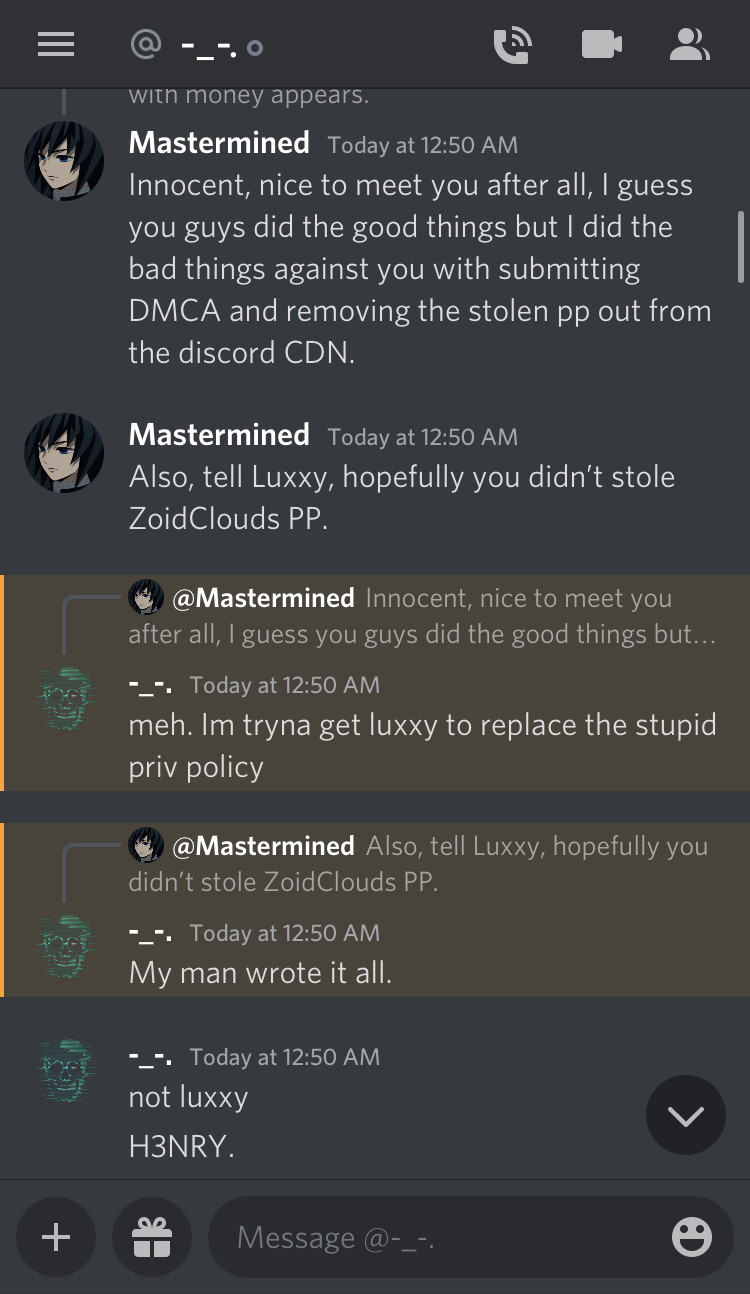 @ -_-.
with money appears.
Mastermined Today at 12:50 AM
Innocent, nice to meet you after all, I guess
you guys did the good things but I did the
bad things against you with submitting
DMCA and removing the stolen pp out from
the discord CDN.
Mastermined Today at 12:50 AM
Also, tell Luxxy, hopefully you didn’t stole
ZoidClouds PP.
@Mastermined Innocent, nice to meet you
after all, I guess you guys did the good things but…
-_-. Today at 12:50 AM
meh. Im tryna get luxxy to replace the stupid
priv policy
@Mastermined Also, tell Luxxy, hopefully you
didn’t stole ZoidClouds PP.
-_-. Today at 12:50 AM
My man wrote it all.
-_-. Today at 12:50 AM
not luxxy
H3NRY.
Message @-_-.